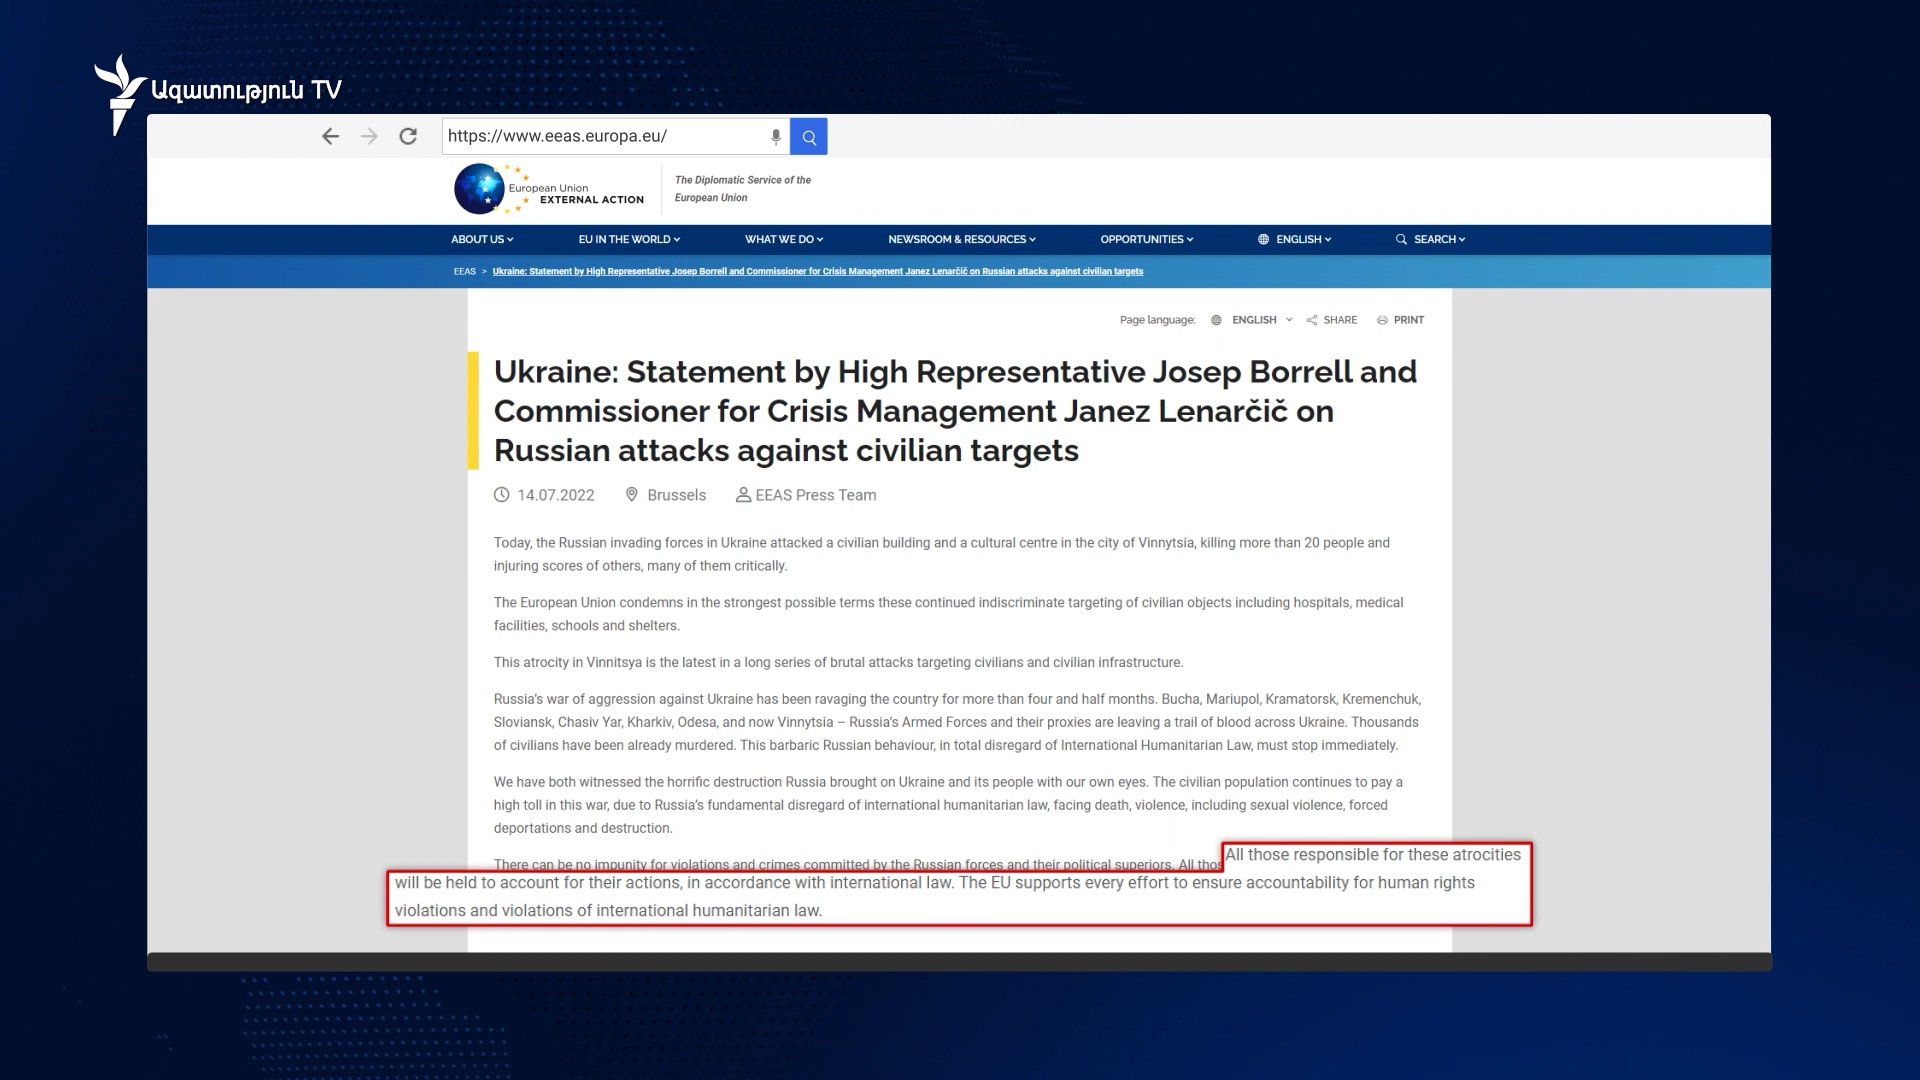 Ազատություն TV
https://www.eeas.europa.eu/
European Union
EXTERNAL ACTION
The Diplomatic Service of the
European Union
ABOUT US
EU IN THE WORLD
WHAT WE DO
NEWSROOM & RESOURCES
OPPORTUNITIES
ENGLISH
SEARCH
EEAS > Ukraine: Statement by High Representative Josep Borrell and Commissioner for Crisis Management Janez Lenarčič on Russian attacks against civilian targets
Page language: ENGLISH SHARE PRINT
Ukraine: Statement by High Representative Josep Borrell and
Commissioner for Crisis Management Janez Lenarčič on
Russian attacks against civilian targets
14.07.2022 Brussels EEAS Press Team
Today, the Russian invading forces in Ukraine attacked a civilian building and a cultural centre in the city of Vinnytsia, killing more than 20 people and
injuring scores of others, many of them critically.
The European Union condemns in the strongest possible terms these continued indiscriminate targeting of civilian objects including hospitals, medical
facilities, schools and shelters.
This atrocity in Vinnitsya is the latest in a long series of brutal attacks targeting civilians and civilian infrastructure.
Russia's war of aggression against Ukraine has been ravaging the country for more than four and half months. Bucha, Mariupol, Kramatorsk, Kremenchuk,
Sloviansk, Chasiv Yar, Kharkiv, Odesa, and now Vinnytsia – Russia's Armed Forces and their proxies are leaving a trail of blood across Ukraine. Thousands
of civilians have been already murdered. This barbaric Russian behaviour, in total disregard of International Humanitarian Law, must stop immediately.
We have both witnessed the horrific destruction Russia brought on Ukraine and its people with our own eyes. The civilian population continues to pay a
high toll in this war, due to Russia's fundamental disregard of international humanitarian law, facing death, violence, including sexual violence, forced
deportations and destruction.
There can be no impunity for violations and crimes committed by the Russian forces and their political superiors. All thos
All those responsible for these atrocities
will be held to account for their actions, in accordance with international law. The EU supports every effort to ensure accountability for human rights
violations and violations of international humanitarian law.